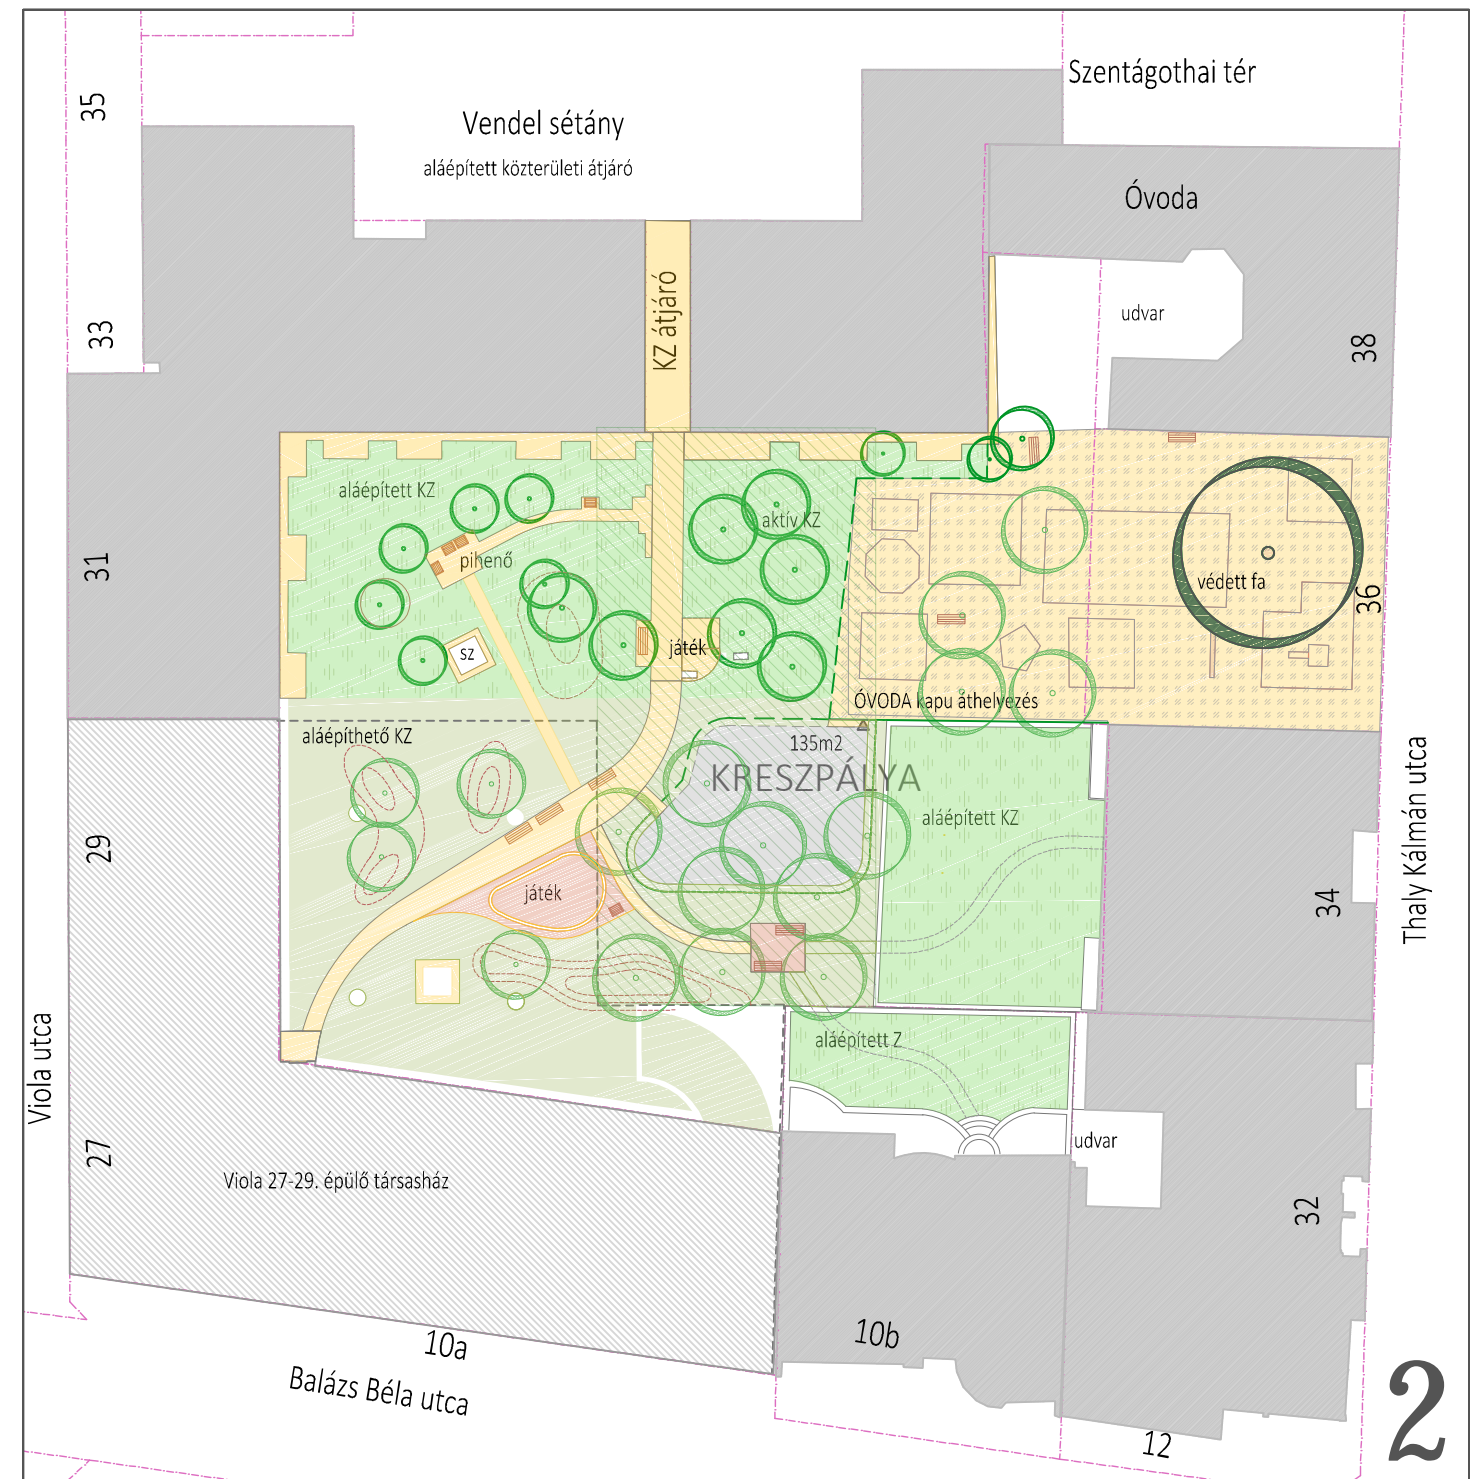 Szentágothai tér
35
Vendel sétány
aláépített közterületi átjáró
Óvoda
KZ átjáró
udvar
33
38
aláépített KZ
aktív KZ
pihenő
31
védett fa
36
sz
játék
ÓVODA kapu áthelyezés
aláépíthető KZ
135m2
KRESZPÁLYA
aláépített KZ
29
játék
34
Thaly Kálmán utca
Viola utca
aláépített Z
27
udvar
Viola 27-29. épülő társasház
32
10a
10b
Balázs Béla utca
12
2